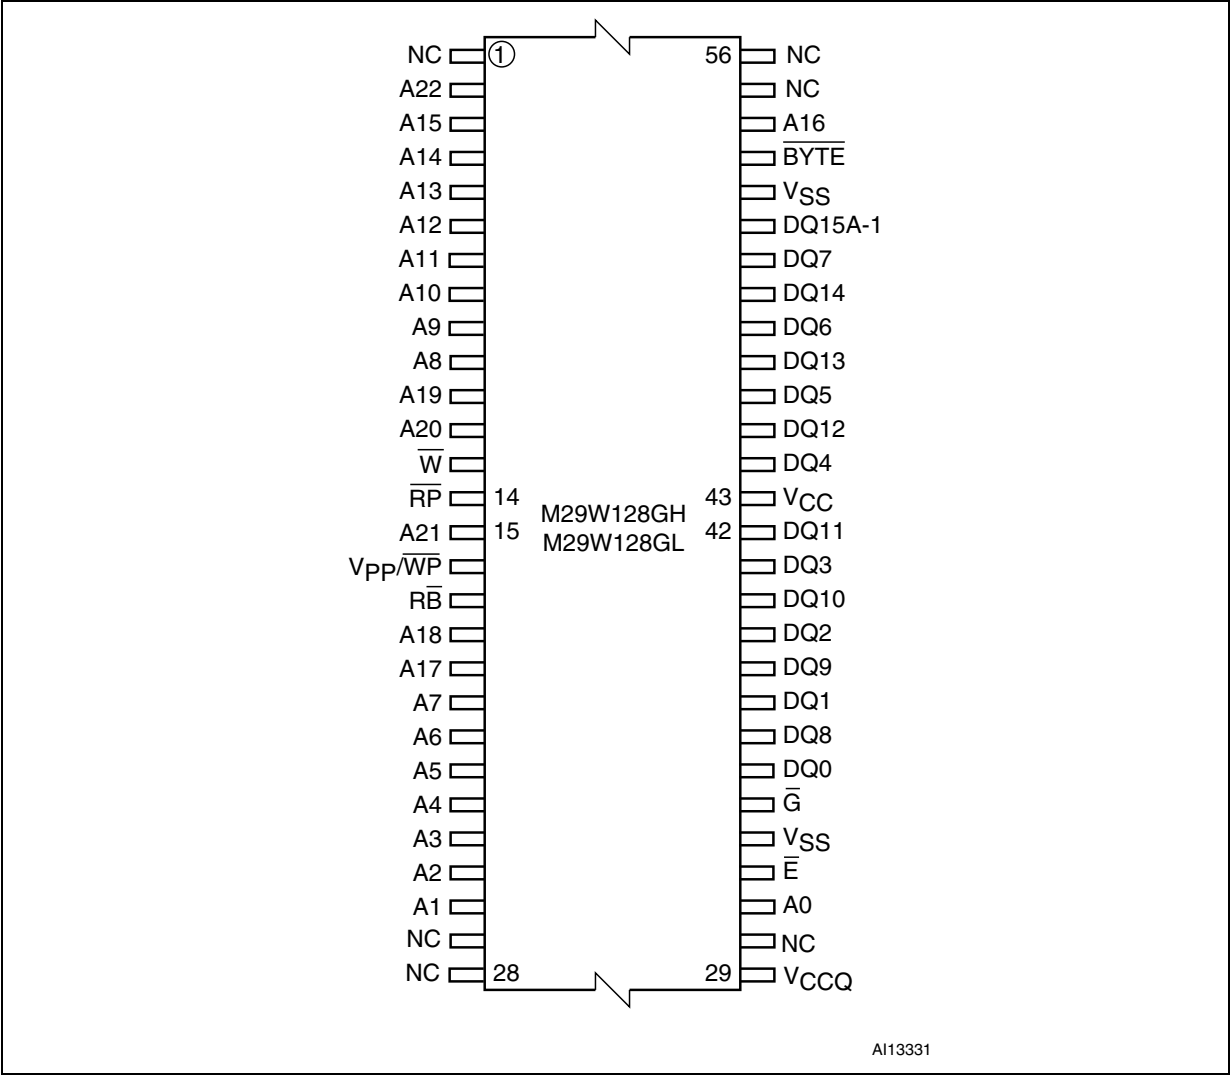 NC 1 56 NC
A22 NC
A15 A16
A14 B̅Y̅T̅E̅
A13 VSS
A12 DQ15A-1
A11 DQ7
A10 DQ14
A9 DQ6
A8 DQ13
A19 DQ5
A20 DQ12
W̅ DQ4
R̅P̅ 14 43 VCC
M29W128GH
A21 15 42 DQ11
M29W128GL
VPP/W̅P̅ DQ3
RB̅ DQ10
A18 DQ2
A17 DQ9
A7 DQ1
A6 DQ8
A5 DQ0
A4 G̅
A3 VSS
A2 E̅
A1 A0
NC NC
NC 28 29 VCCQ
AI13331